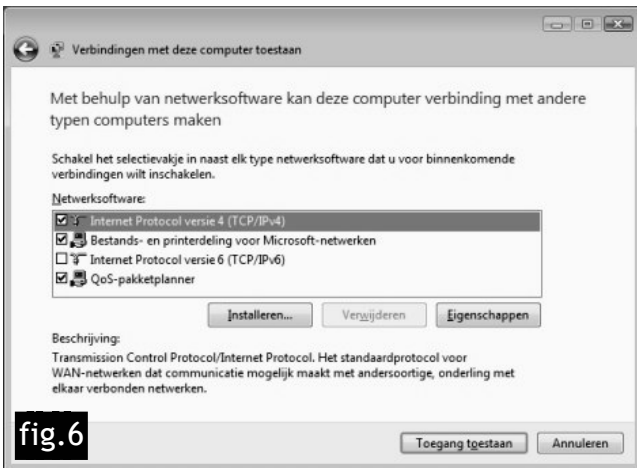 Verbindingen met deze computer toestaan
Met behulp van netwerksoftware kan deze computer verbinding met andere
typen computers maken
Schakel het selectievakje in naast elk type netwerksoftware dat u voor binnenkomende
verbindingen wilt inschakelen.
Netwerksoftware:
Internet Protocol versie 4 (TCP/IPv4)
Bestands- en printerdeling voor Microsoft-netwerken
Internet Protocol versie 6 (TCP/IPv6)
QoS-pakketplanner
Installeren...
Verwijderen
Eigenschappen
Beschrijving:
Transmission Control Protocol/Internet Protocol. Het standaardprotocol voor
WAN-netwerken dat communicatie mogelijk maakt met andersoortige, onderling met
elkaar verbonden netwerken.
fig.6
Toegang toestaan
Annuleren